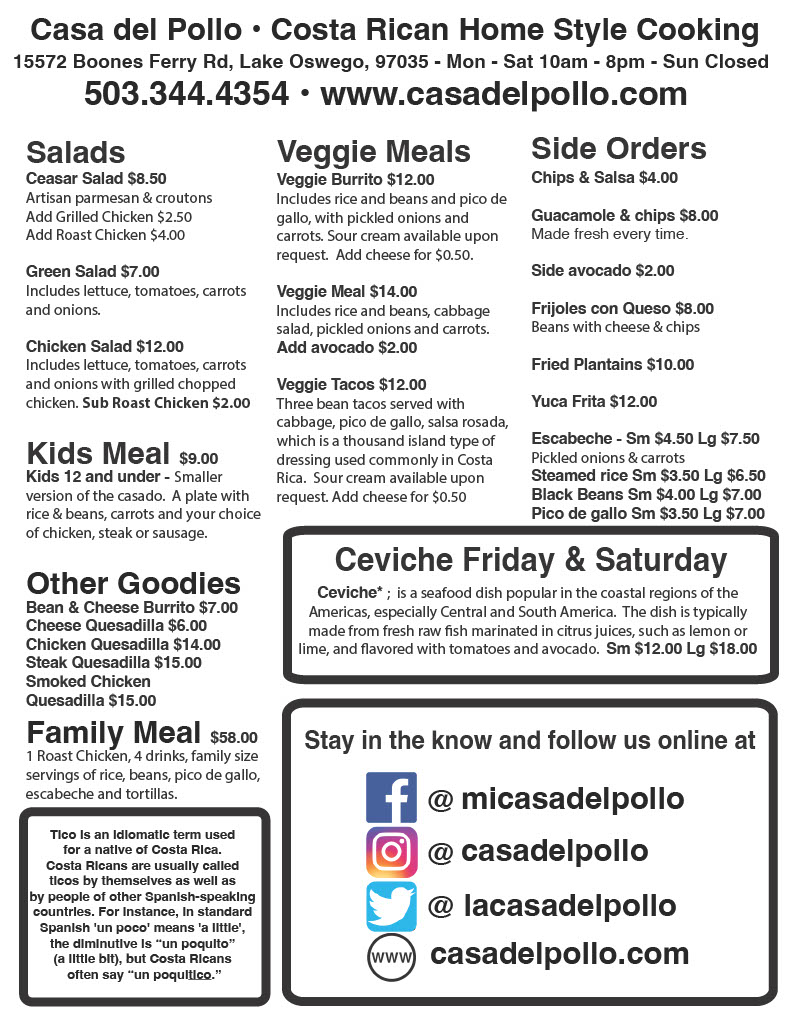 Casa del Pollo • Costa Rican Home Style Cooking
15572 Boones Ferry Rd, Lake Oswego, 97035 - Mon - Sat 10am - 8pm - Sun Closed
503.344.4354 • www.casadelpollo.com
Salads
Ceasar Salad $8.50
Artisan parmesan & croutons
Add Grilled Chicken $2.50
Add Roast Chicken $4.00
Green Salad $7.00
Includes lettuce, tomatoes, carrots
and onions.
Chicken Salad $12.00
Includes lettuce, tomatoes, carrots
and onions with grilled chopped
chicken. Sub Roast Chicken $2.00
Kids Meal $9.00
Kids 12 and under - Smaller
version of the casado. A plate with
rice & beans, carrots and your choice
of chicken, steak or sausage.
Other Goodies
Bean & Cheese Burrito $7.00
Cheese Quesadilla $6.00
Chicken Quesadilla $14.00
Steak Quesadilla $15.00
Smoked Chicken
Quesadilla $15.00
Family Meal $58.00
1 Roast Chicken, 4 drinks, family size
servings of rice, beans, pico de gallo,
escabeche and tortillas.
Tico is an idiomatic term used
for a native of Costa Rica.
Costa Ricans are usually called
ticos by themselves as well as
by people of other Spanish-speaking
countries. For instance, in standard
Spanish 'un poco' means 'a little',
the diminutive is “un poquito”
(a little bit), but Costa Ricans
often say “un poquitico.”
Veggie Meals
Veggie Burrito $12.00
Includes rice and beans and pico de
gallo, with pickled onions and
carrots. Sour cream available upon
request. Add cheese for $0.50.
Veggie Meal $14.00
Includes rice and beans, cabbage
salad, pickled onions and carrots.
Add avocado $2.00
Veggie Tacos $12.00
Three bean tacos served with
cabbage, pico de gallo, salsa rosada,
which is a thousand island type of
dressing used commonly in Costa
Rica. Sour cream available upon
request. Add cheese for $0.50
Side Orders
Chips & Salsa $4.00
Guacamole & chips $8.00
Made fresh every time.
Side avocado $2.00
Frijoles con Queso $8.00
Beans with cheese & chips
Fried Plantains $10.00
Yuca Frita $12.00
Escabeche - Sm $4.50 Lg $7.50
Pickled onions & carrots
Steamed rice Sm $3.50 Lg $6.50
Black Beans Sm $4.00 Lg $7.00
Pico de gallo Sm $3.50 Lg $7.00
Ceviche Friday & Saturday
Ceviche* ; is a seafood dish popular in the coastal regions of the
Americas, especially Central and South America. The dish is typically
made from fresh raw fish marinated in citrus juices, such as lemon or
lime, and flavored with tomatoes and avocado. Sm $12.00 Lg $18.00
Stay in the know and follow us online at
@ micasadelpollo
@ casadelpollo
@ lacasadelpollo
www casadelpollo.com